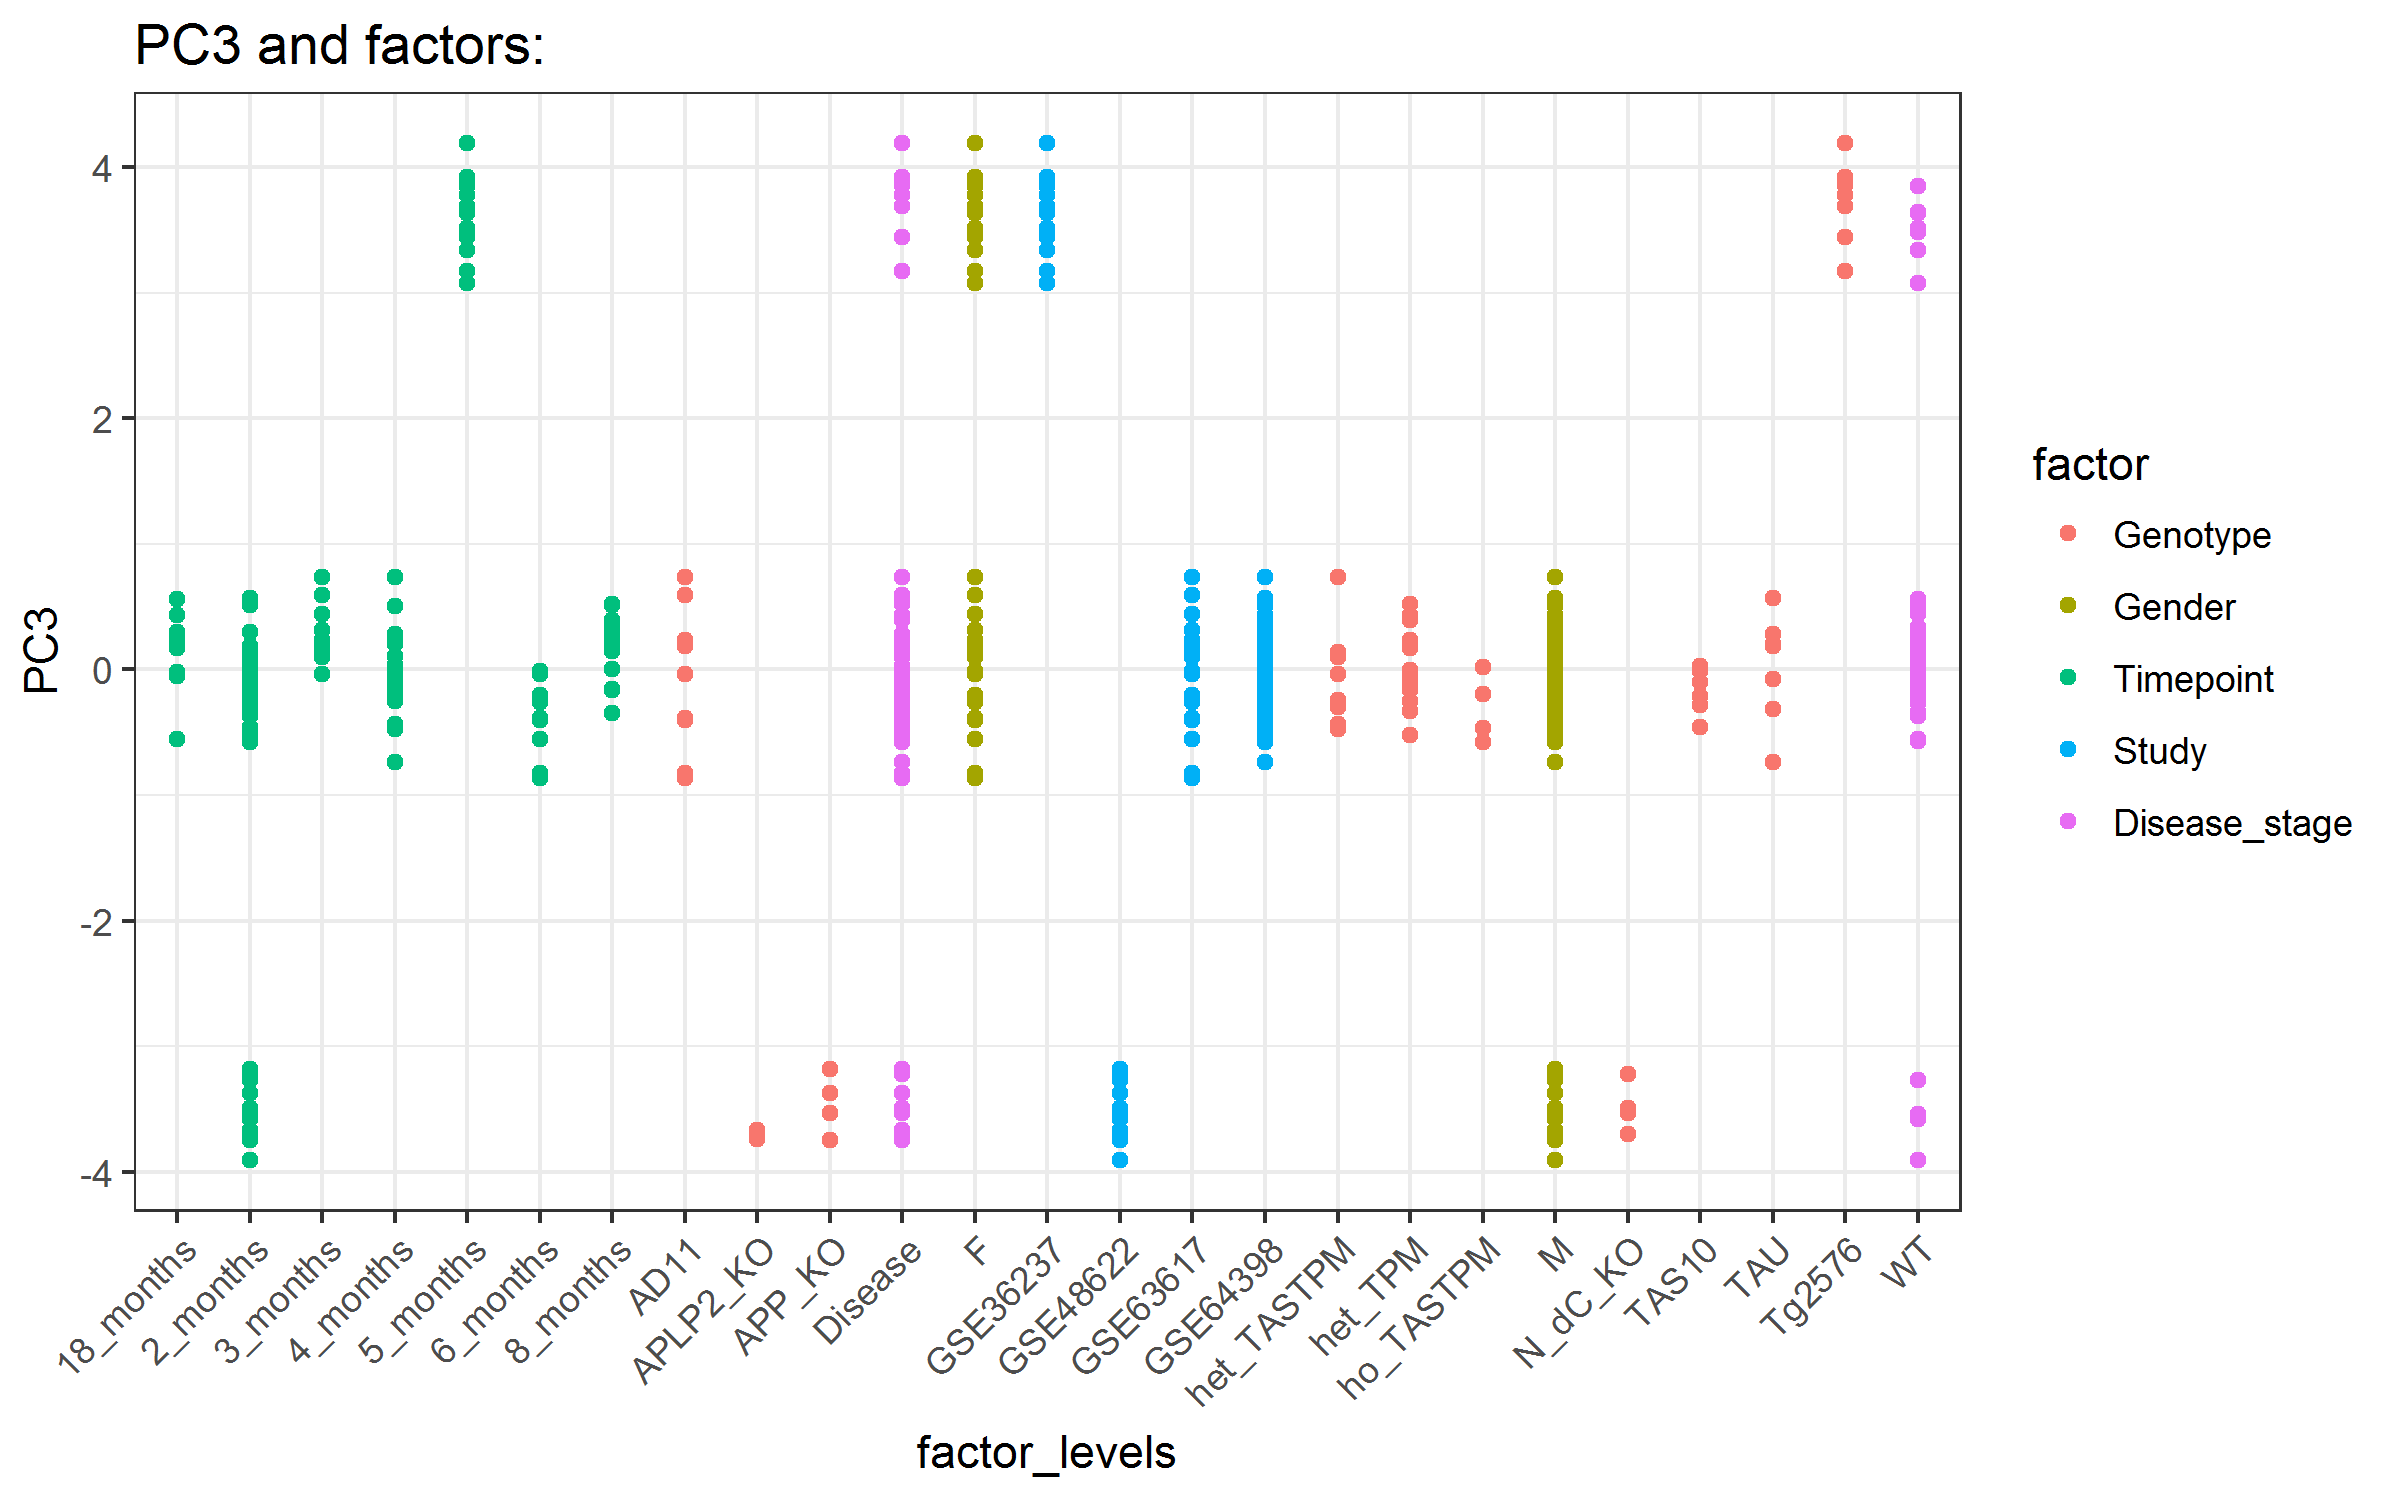 PC3 and factors:
4
2
0
-2
-4
PC3
18_months
2_months
3_months
4_months
5_months
6_months
8_months
AD11
APLP2_KO
APP_KO
Disease
F
GSE36237
GSE48622
GSE63617
GSE64398
het_TASTPM
het_TPM
ho_TASTPM
M
N_dC_KO
TAS10
TAU
Tg2576
WT
factor_levels
factor
Genotype
Gender
Timepoint
Study
Disease_stage